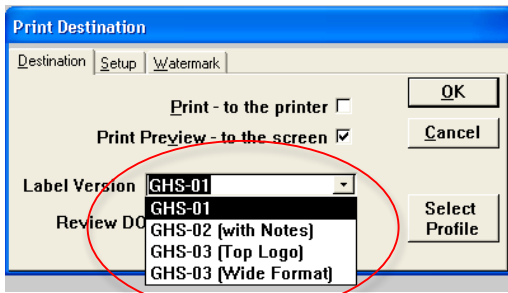 Print Destination
Destination Setup Watermark
Print - to the printer
OK
Print Preview - to the screen
Cancel
Label Version GHS-01
GHS-01
Review DO
GHS-02 (with Notes)
GHS-03 (Top Logo)
GHS-03 (Wide Format)
Select
Profile